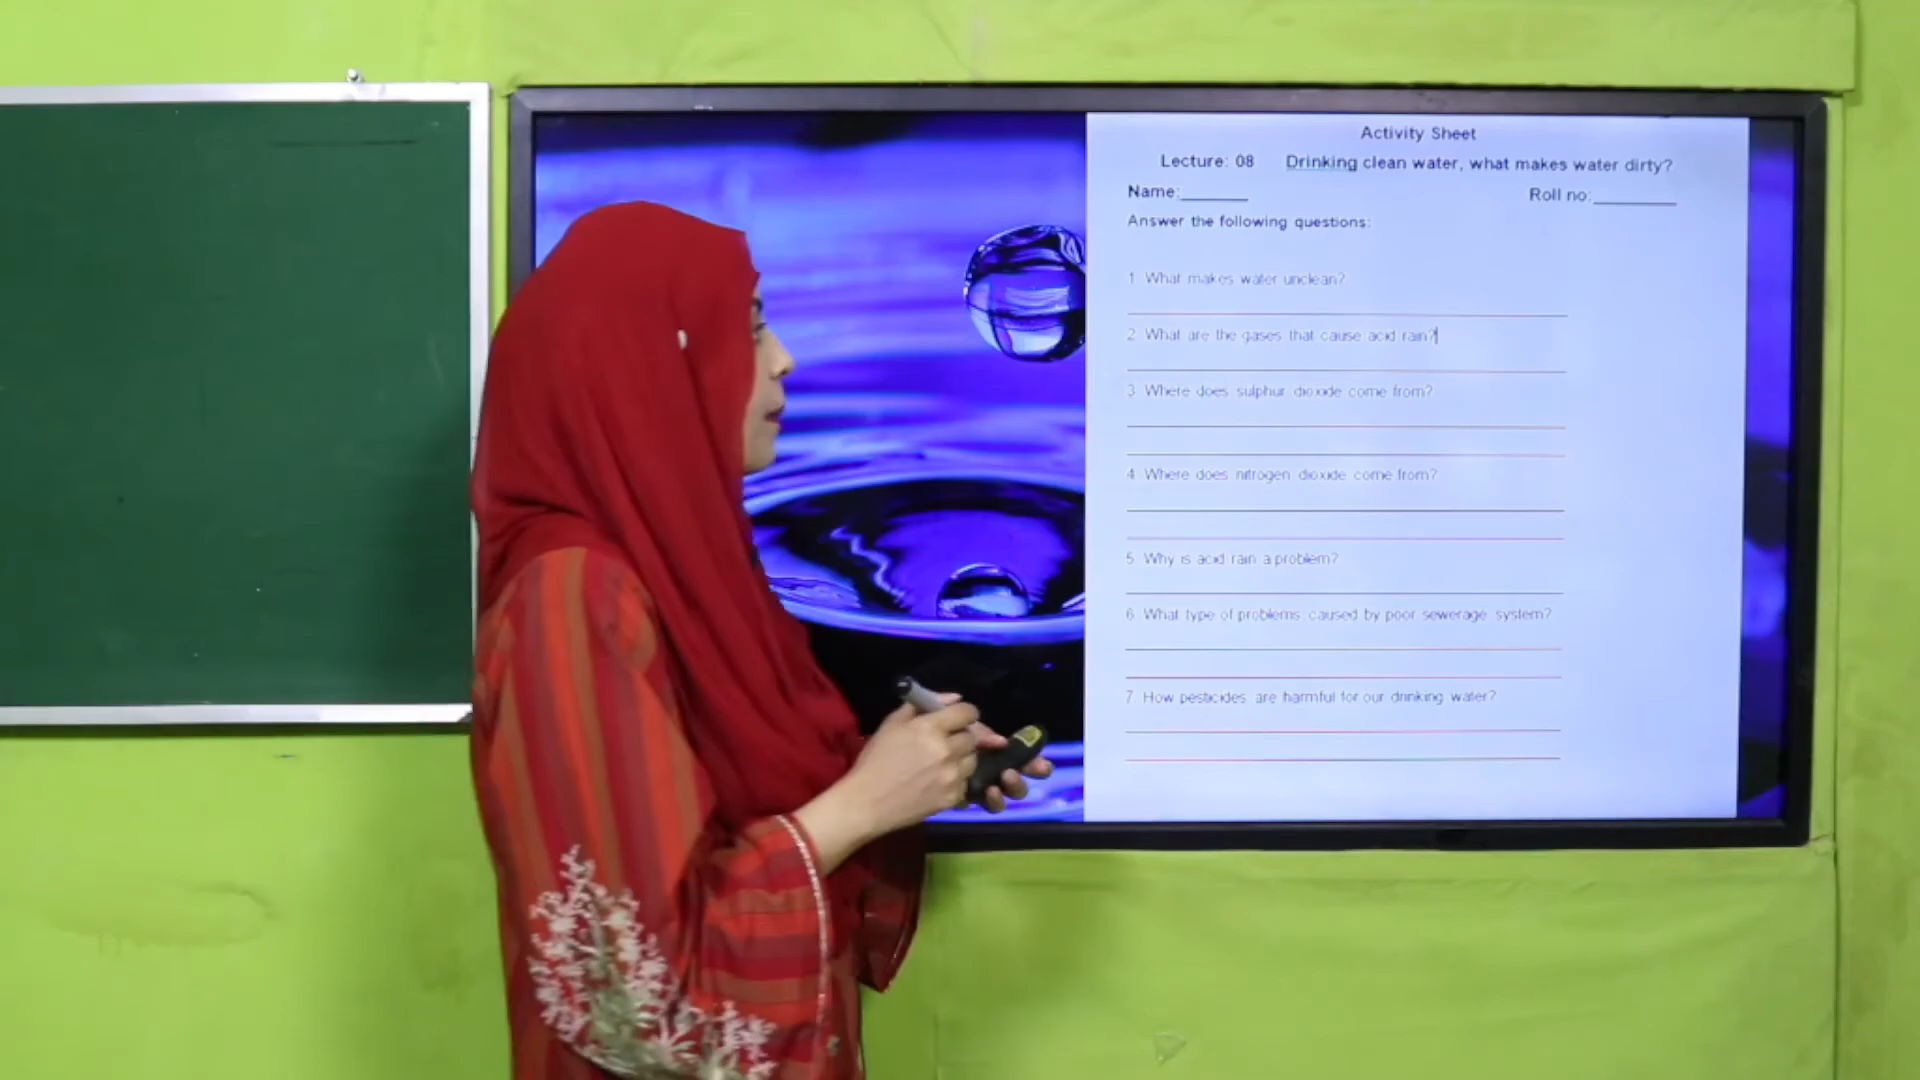 Activity Sheet
Lecture: 08 Drinking clean water, what makes water dirty?
Name:_______ Roll no:_________
Answer the following questions:
1. What makes water unclean?
2. What are the gases that cause acid rain?
3. Where does sulphur dioxide come from?
4. Where does nitrogen dioxide come from?
5. Why is acid rain a problem?
6. What type of problems caused by poor sewerage system?
7. How pesticides are harmful for our drinking water?